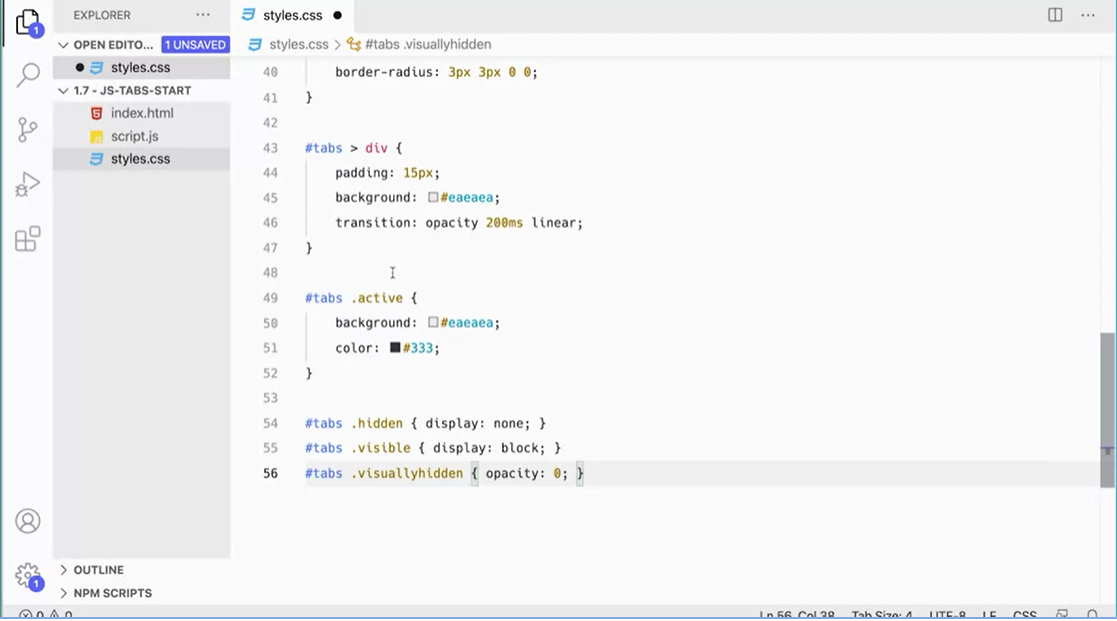 EXPLORER
···
styles.css ●
···
1
OPEN EDITO... 1 UNSAVED
styles.css > #tabs .visuallyhidden
● styles.css
1.7 - JS-TABS-START
index.html
JS script.js
styles.css
40 border-radius: 3px 3px 0 0;
41 }
42
43 #tabs > div {
44 padding: 15px;
45 background: #eaeaea;
46 transition: opacity 200ms linear;
47 }
48
49 #tabs .active {
50 background: #eaeaea;
51 color: #333;
52 }
53
54 #tabs .hidden { display: none; }
55 #tabs .visible { display: block; }
56 #tabs .visuallyhidden { opacity: 0; }
OUTLINE
1
NPM SCRIPTS
0 0
Ln 56, Col 38 Tab Size: 4 UTF-8 LF CSS